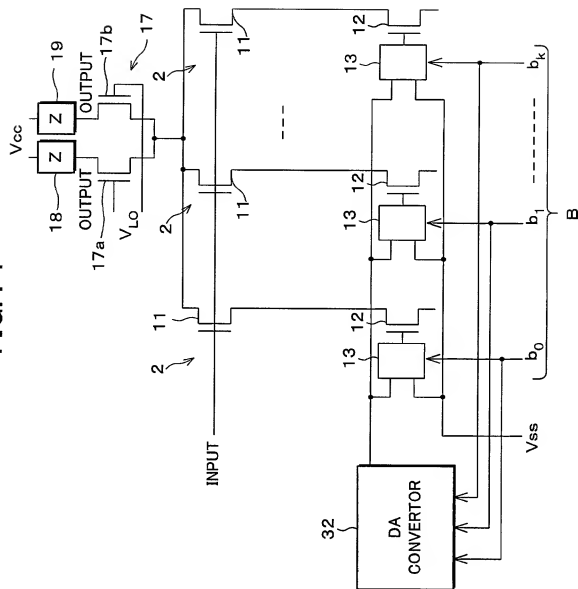 Vcc
18
Z
Z
19
OUTPUT
OUTPUT
17a
17b
17
VLO
2
11
2
11
2
11
INPUT
12
13
12
13
12
13
32
DA
CONVERTOR
Vss
b0
b1
bk
B